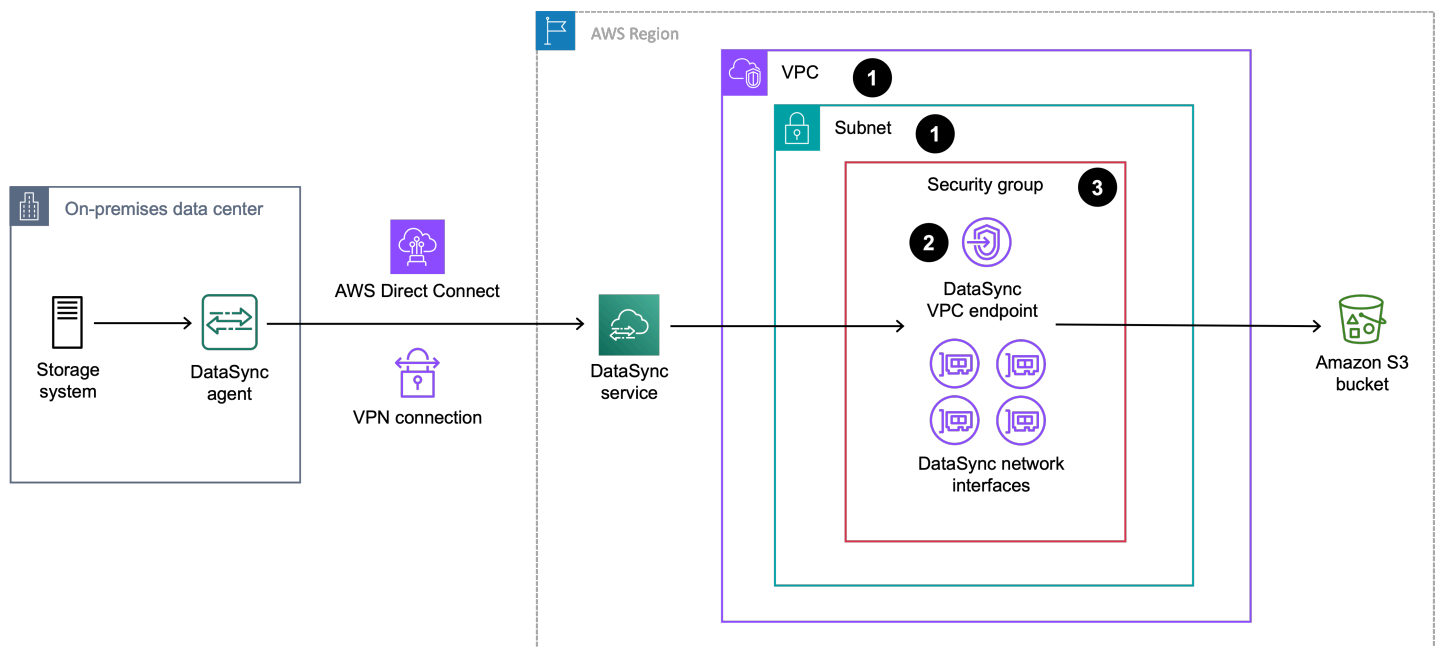 AWS Region
VPC
1
Subnet
1
Security group
3
On-premises data center
2
AWS Direct Connect
DataSync
VPC endpoint
Storage
system
DataSync
agent
DataSync
service
Amazon S3
bucket
VPN connection
DataSync network
interfaces